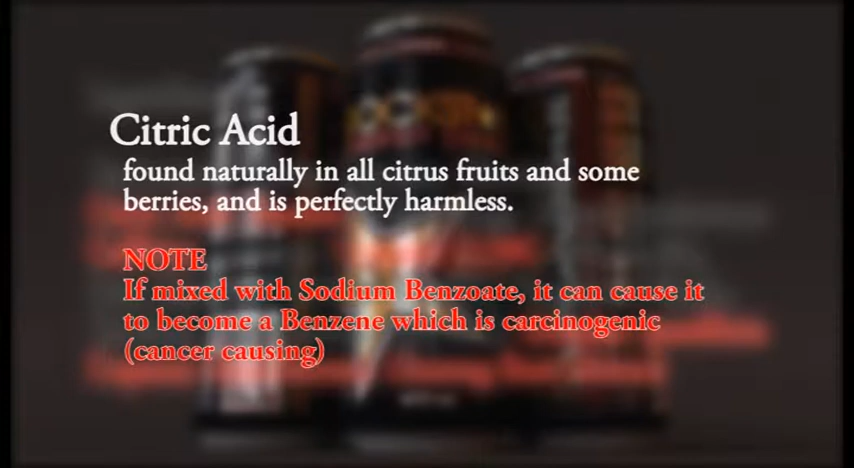 Citric Acid
found naturally in all citrus fruits and some
berries, and is perfectly harmless.
NOTE
If mixed with Sodium Benzoate, it can cause it
to become a Benzene which is carcinogenic
(cancer causing)